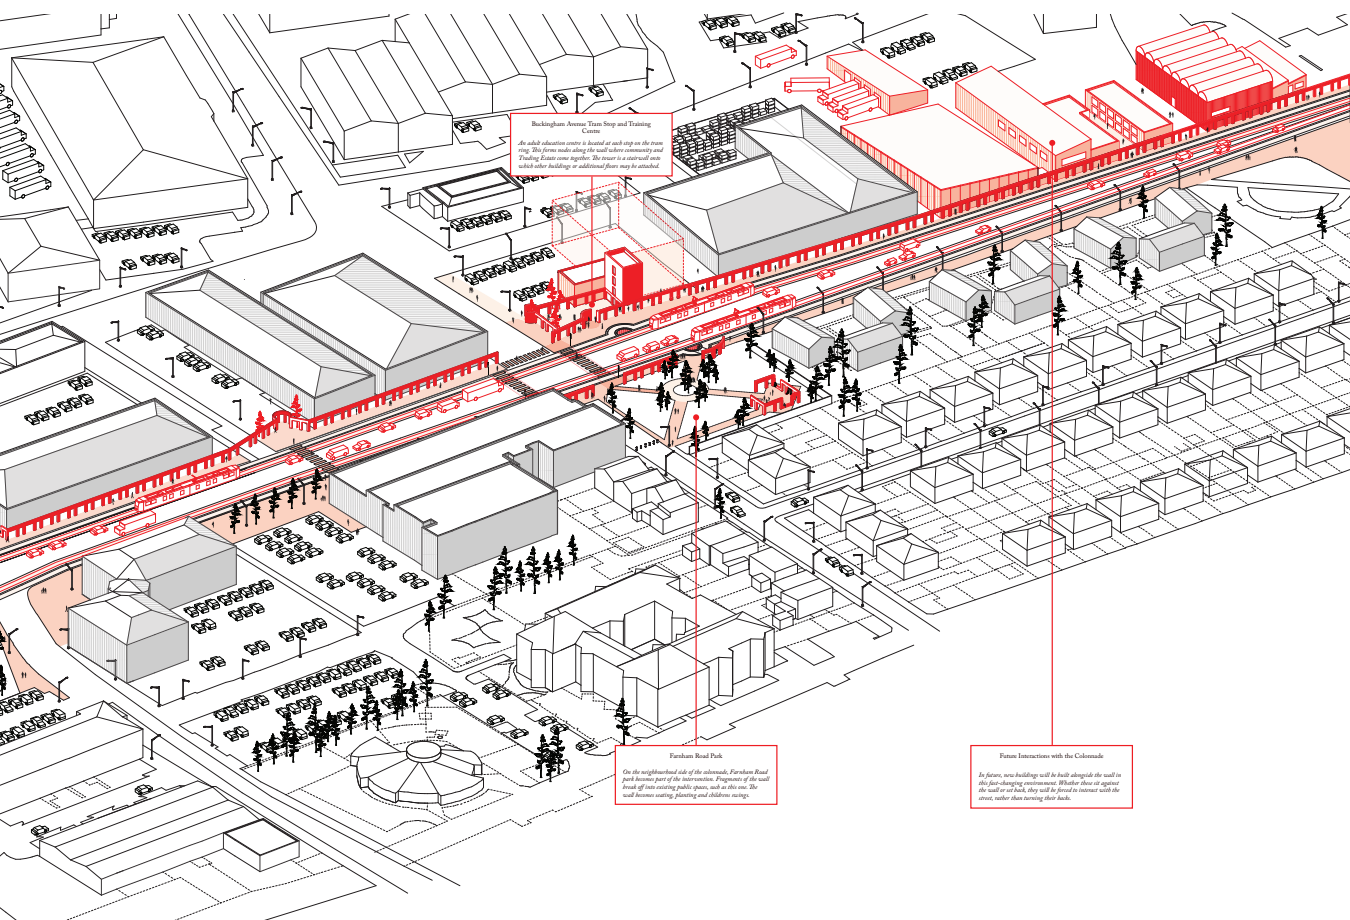 Buckingham Avenue Tram Stop and Training
Centre
An adult education centre is located at each stop on the tram
ring. This forms nodes along the wall where community and
Trading Estate come together. The tower is a stairwell onto
which other buildings or additional floors may be attached.
Farnham Road Park
On the neighbourhood side of the colonnade, Farnham Road
park becomes part of the intervention. Fragments of the wall
break off into existing public spaces, such as this one. The
wall becomes seating, planting and childrens swings.
Future Interactions with the Colonnade
In future, new buildings will be built alongside the wall in
this fast-changing environment. Whether these sit against
the wall or set back, they will be forced to interact with the
street, rather than turning their backs.